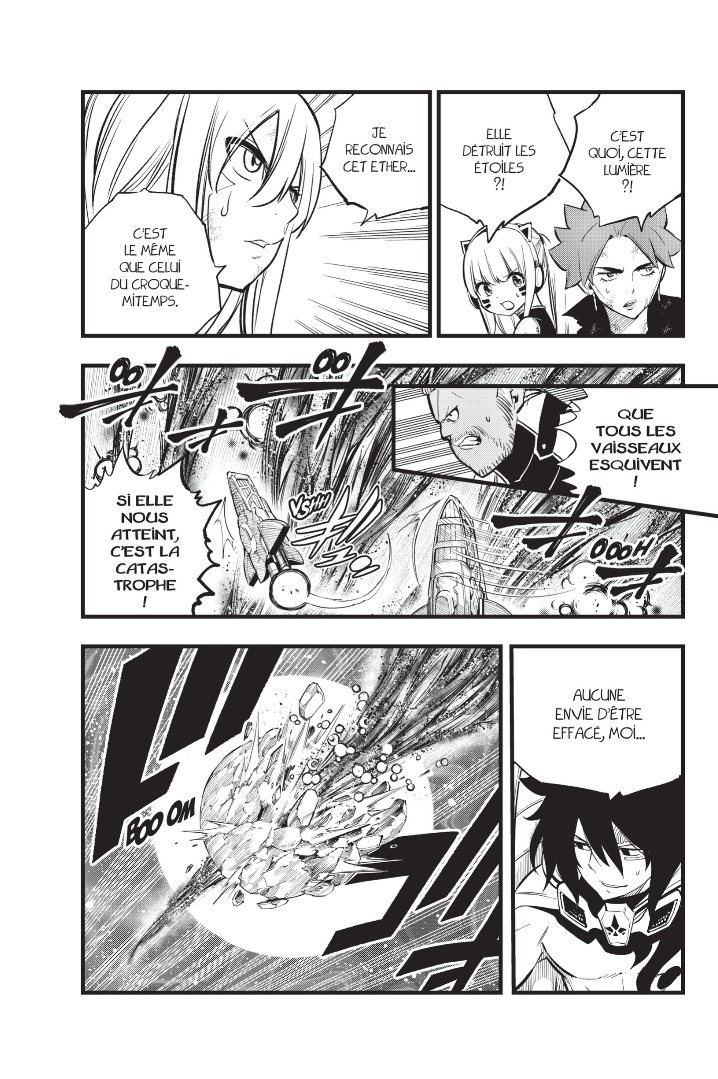 C'EST
QUOI, CETTE
LUMIÈRE
?!
ELLE
DÉTRUIT LES
ÉTOILES
?!
JE
RECONNAIS
CET ETHER...
C'EST
LE MÊME
QUE CELUI
DU CROQUE-
MITEMPS.
QUE
TOUS LES
VAISSEAUX
ESQUIVENT
!
OOOH
OO.
OO
VSHH
SI ELLE
NOUS
ATTEINT,
C'EST LA
CATAS-
TROPHE
!
AUCUNE
ENVIE D'ÊTRE
EFFACÉ, MOI...
BOOOM